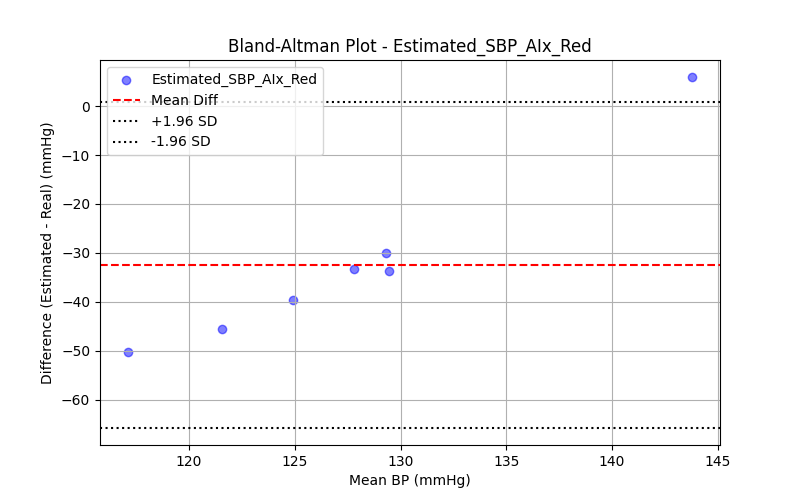 Bland-Altman Plot - Estimated_SBP_AIx_Red
Estimated_SBP_AIx_Red
Mean Diff
+1.96 SD
-1.96 SD
Difference (Estimated - Real) (mmHg)
0
−10
−20
−30
−40
−50
−60
120
125
130
135
140
145
Mean BP (mmHg)